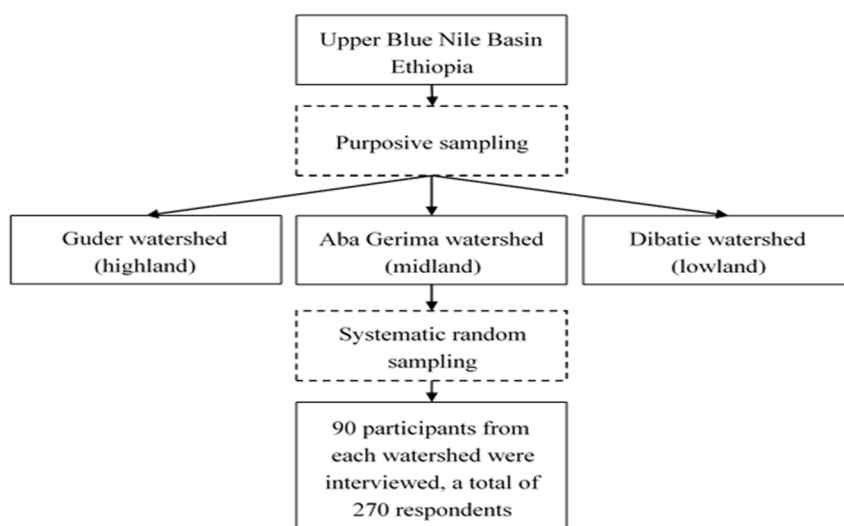 Upper Blue Nile Basin
Ethiopia
Purposive sampling
Guder watershed
(highland)
Aba Gerima watershed
(midland)
Dibatie watershed
(lowland)
Systematic random
sampling
90 participants from
each watershed were
interviewed, a total of
270 respondents